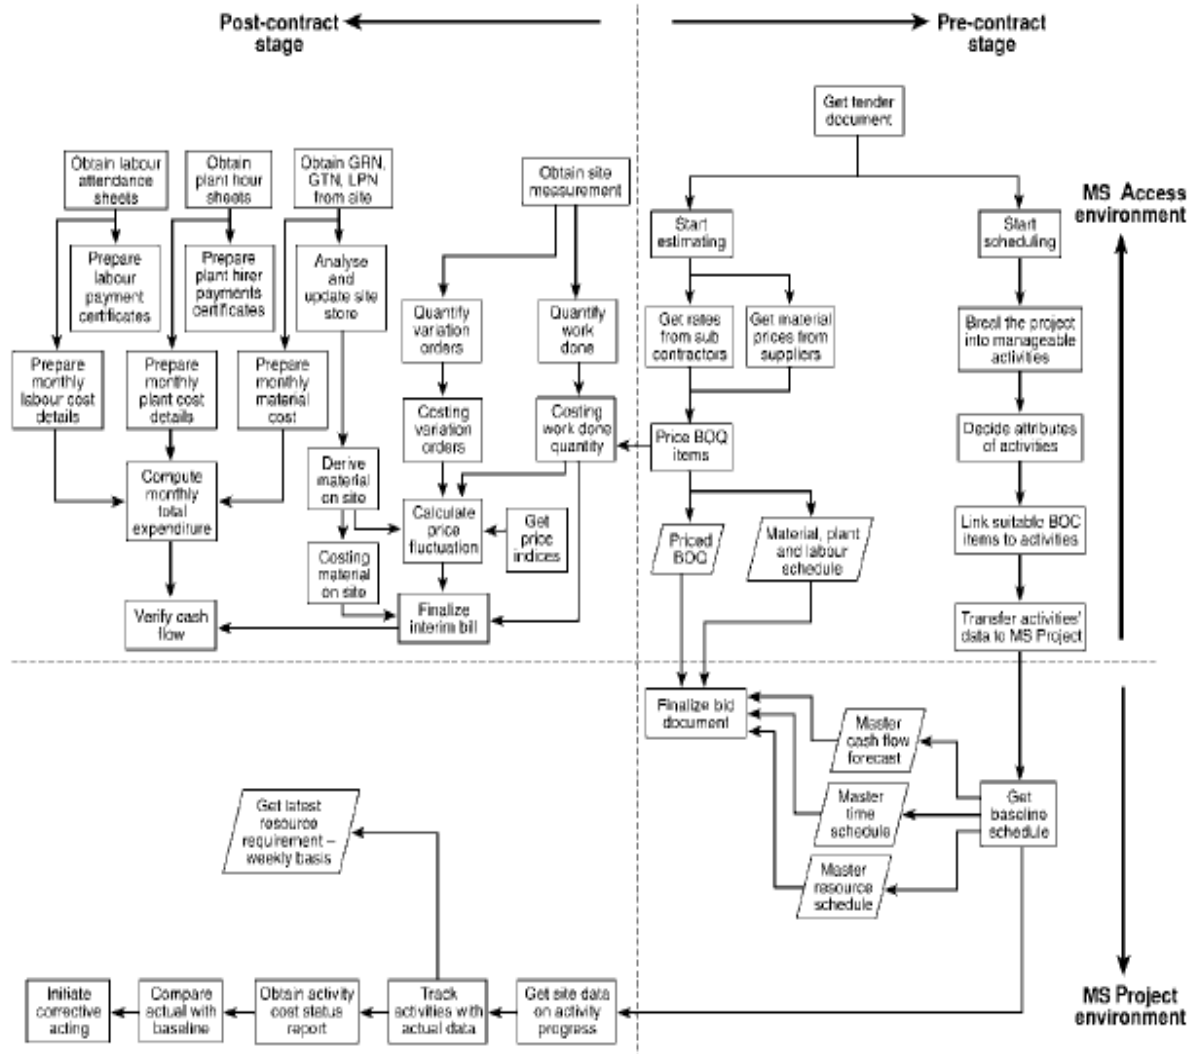 Post-contract
stage
Pre-contract
stage
Get tender
document
MS Access
environment
Obtain labour
attendance
sheets
Obtain
plant hour
sheets
Obtain GRN,
GTN, LPN
from site
Obtain site
measurement
Start
estimating
Start
scheduling
Prepare
labour
payment
certificates
Prepare
plant hirer
payments
certificates
Analyse
and
update site
store
Quantify
variation
orders
Quantify
work
done
Get rates
from sub
contractors
Get material
prices from
suppliers
Breal the project
into manageable
activities
Prepare
monthly
labour cost
details
Prepare
monthly
plant cost
details
Prepare
monthly
material
cost
Costing
variation
orders
Costing
work done
quantity
Price BOQ
items
Decide attributes
of activities
Compute
monthly
total
expenditure
Derive
material
on site
Calculate
price
fluctuation
Get
price
indices
Priced
BOQ
Material, plant
and labour
schedule
Link suitable BOC
items to activities
Costing
material
on site
Verify cash
flow
Finalize
interim bill
Transfer activities'
data to MS Project
Finalize bid
document
Master
cash flow
forecast
Master
time
schedule
Master
resource
schedule
Get
baseline
schedule
Get latest
resource
requirement –
weekly basis
Initiate
corrective
acting
Compare
actual with
baseline
Obtain activity
cost status
report
Track
activities with
actual data
Get site data
on activity
progress
MS Project
environment